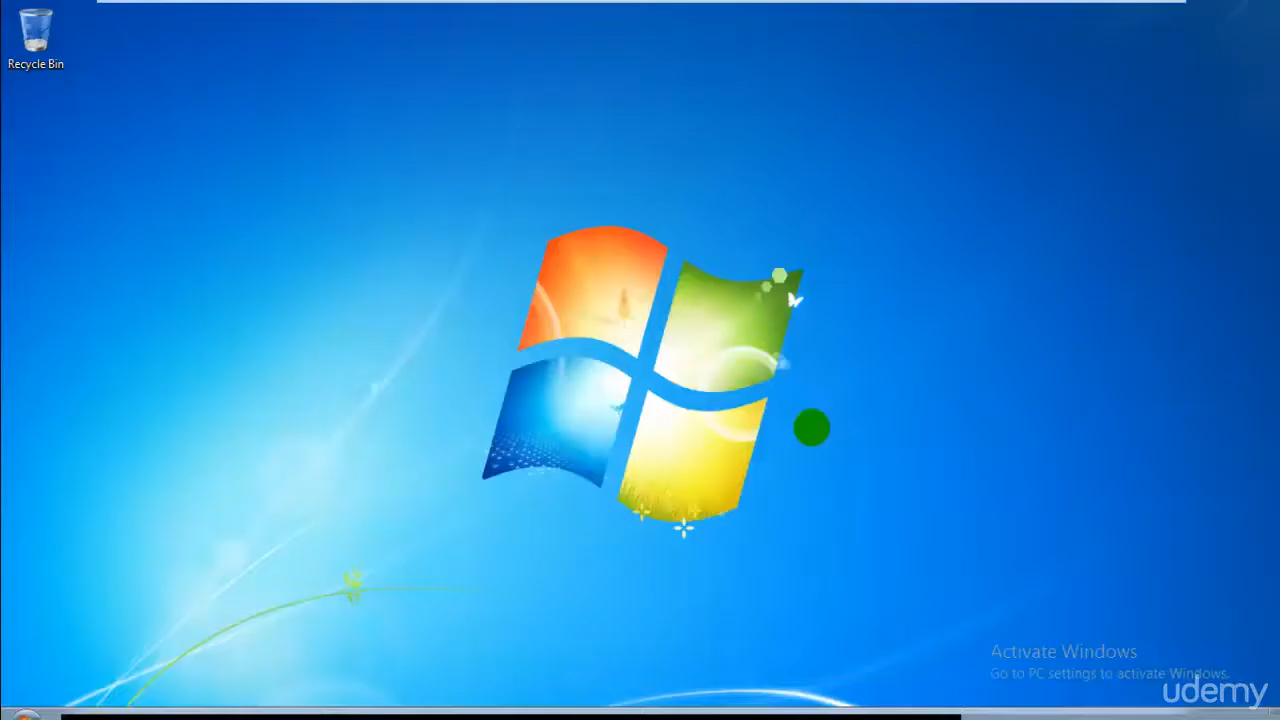 Recycle Bin
Activate Windows
Go to PC settings to activate Windows.
udemy